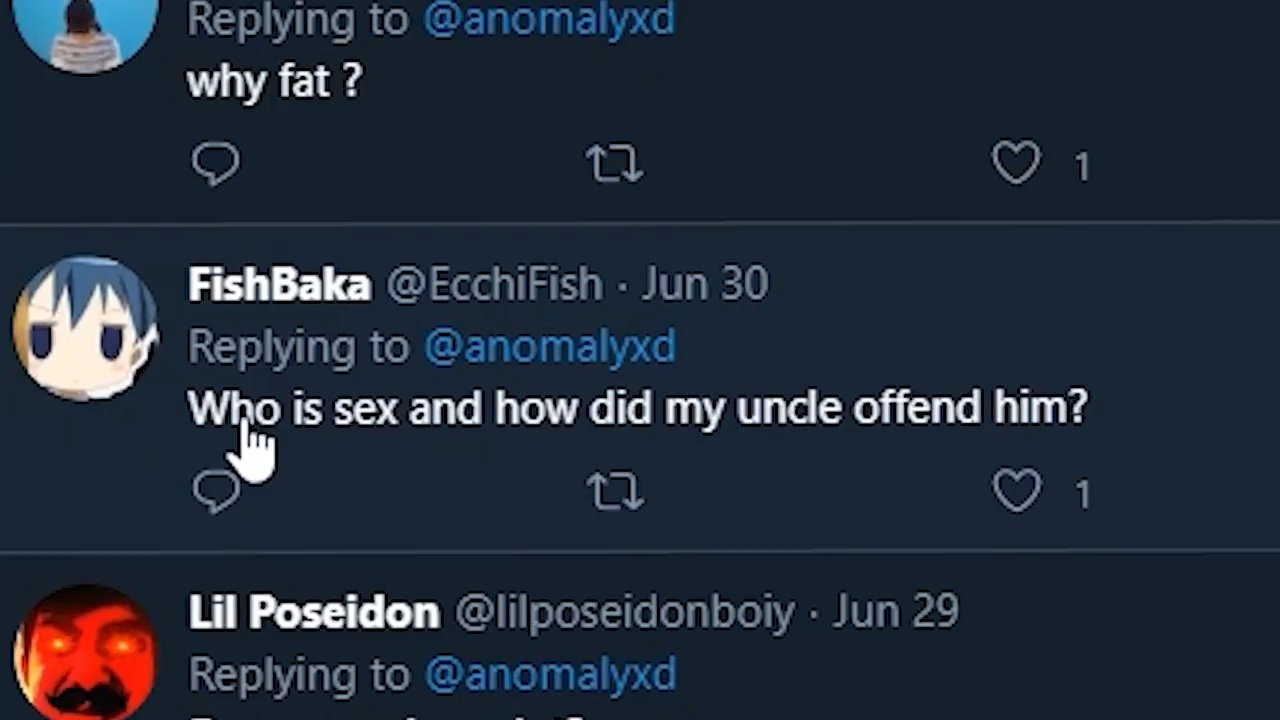 Replying to @anomalyxd
why fat ?
1
FishBaka @EcchiFish · Jun 30
Replying to @anomalyxd
Who is sex and how did my uncle offend him?
1
Lil Poseidon @lilposeidonboiy · Jun 29
Replying to @anomalyxd